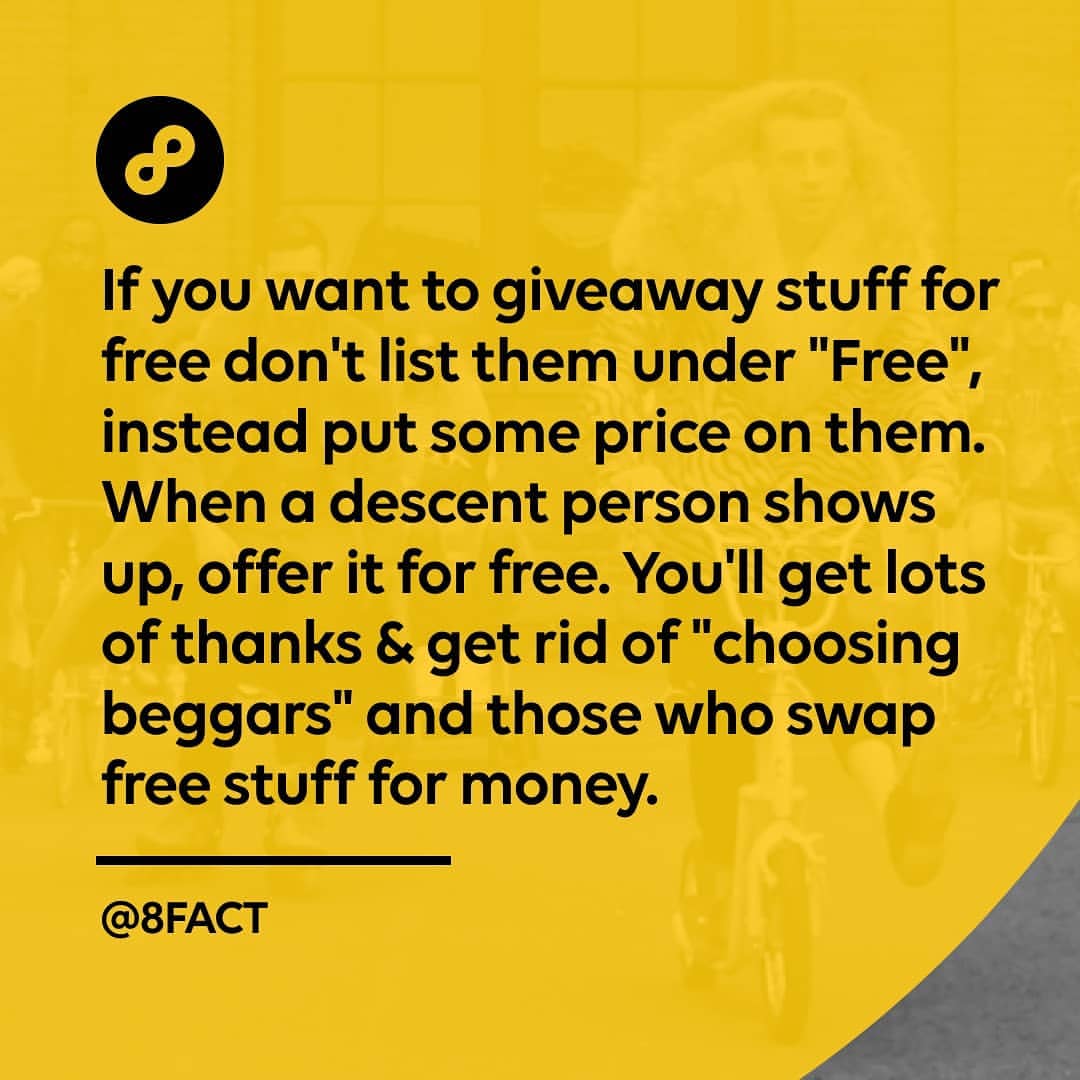 If you want to giveaway stuff for
free don't list them under "Free",
instead put some price on them.
When a descent person shows
up, offer it for free. You'll get lots
of thanks & get rid of "choosing
beggars" and those who swap
free stuff for money.
@8FACT